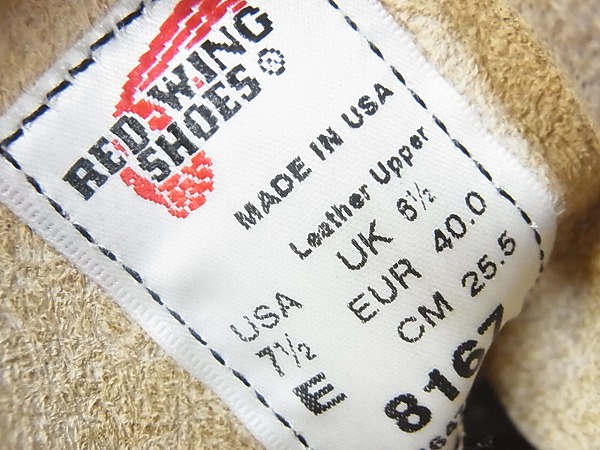 RED WING
SHOES®
MADE IN USA
Leather Upper
USA
7½
E
UK 6½
EUR 40.0
CM 25.5
8167